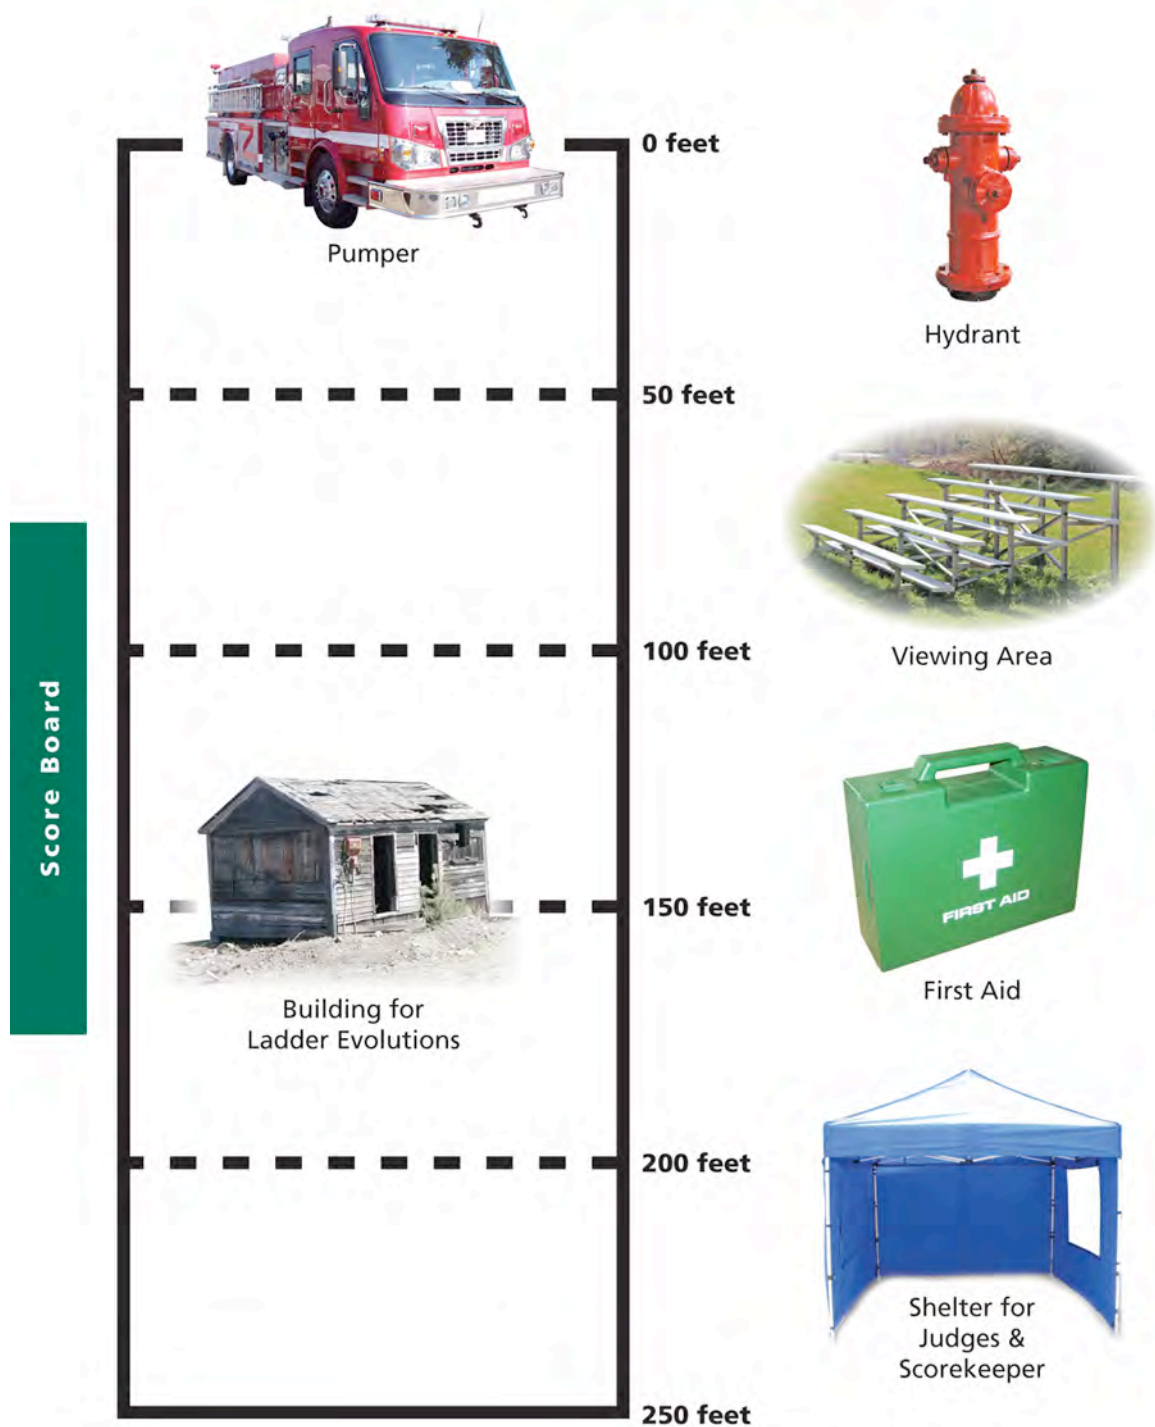 0 feet
Pumper
Hydrant
50 feet
100 feet
Viewing Area
Score Board
FIRST AID
150 feet
First Aid
Building for
Ladder Evolutions
200 feet
Shelter for
Judges &
Scorekeeper
250 feet